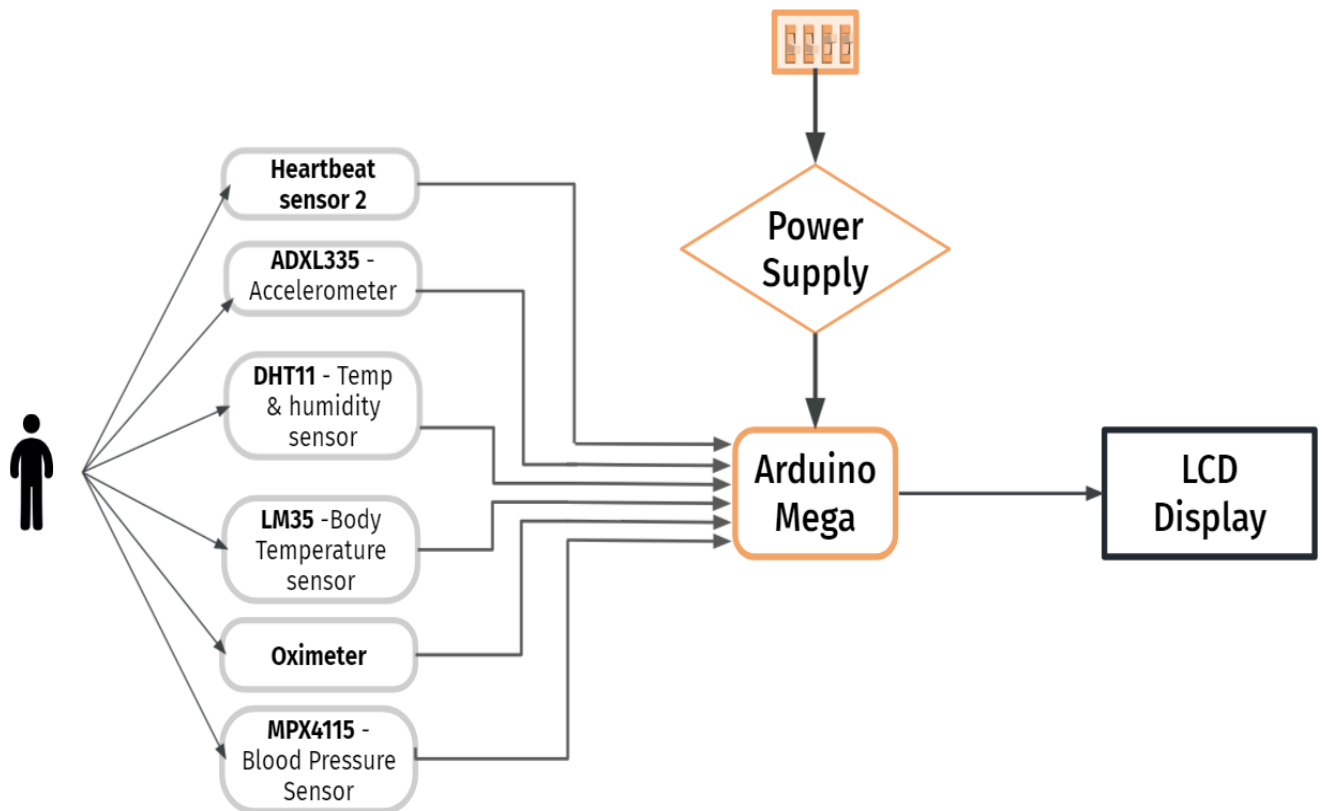 Heartbeat
sensor 2
ADXL335 -
Accelerometer
DHT11 - Temp
& humidity
sensor
LM35 -Body
Temperature
sensor
Oximeter
MPX4115 -
Blood Pressure
Sensor
Power
Supply
Arduino
Mega
LCD
Display